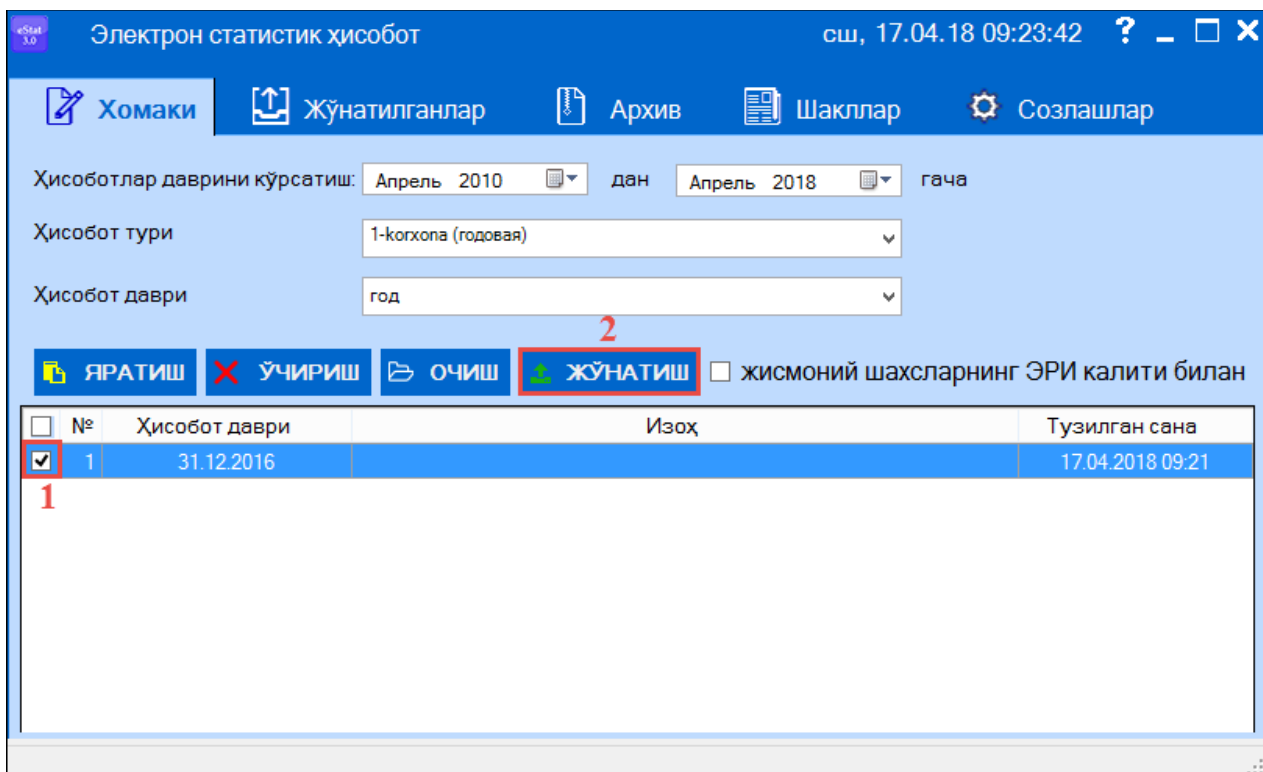 eStat 3.0 Электрон статистик ҳисобот сш, 17.04.18 09:23:42 ?
Хомаки Жўнатилганлар Архив Шакллар Созлашлар
Ҳисоботлар даврини кўрсатиш: Апрель 2010 дан Апрель 2018 гача
Ҳисобот тури 1-korxona (годовая)
Ҳисобот даври год
2
ЯРАТИШ ЎЧИРИШ ОЧИШ ЖЎНАТИШ жисмоний шахсларнинг ЭРИ калити билан
№ Ҳисобот даври Изоҳ Тузилган сана
1 31.12.2016 17.04.2018 09:21
1